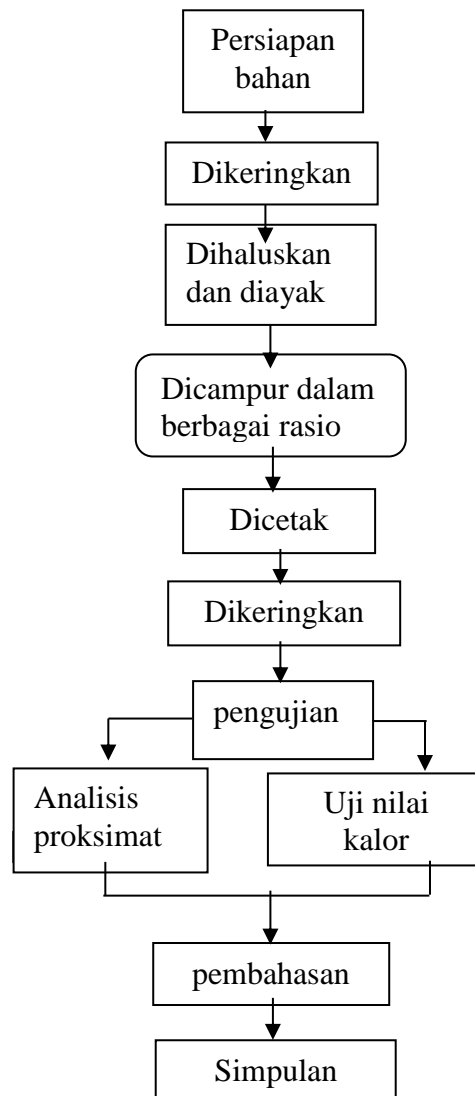 Persiapan
bahan
Dikeringkan
Dihaluskan
dan diayak
Dicampur dalam
berbagai rasio
Dicetak
Dikeringkan
pengujian
Analisis
proksimat
Uji nilai
kalor
pembahasan
Simpulan